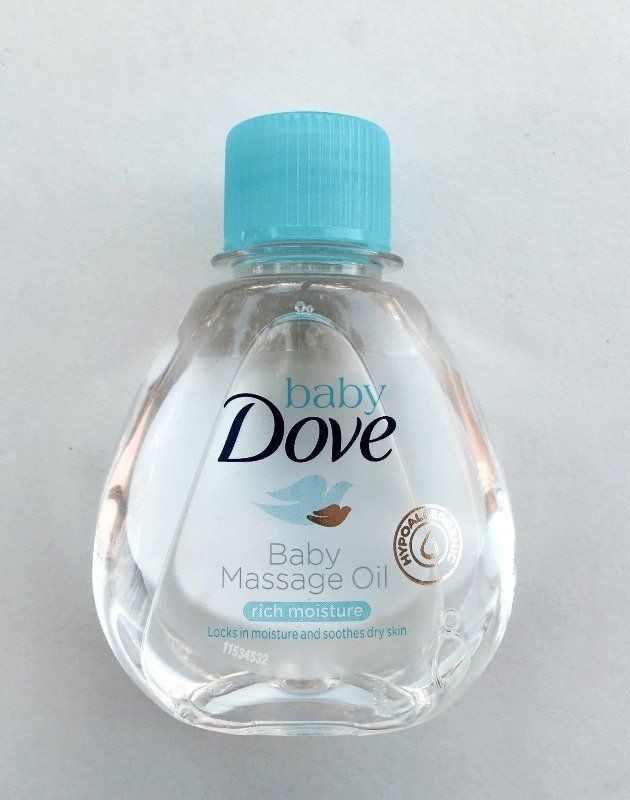 baby
Dove
HYPOALLERGENIC
Baby
Massage Oil
rich moisture
Locks in moisture and soothes dry skin
11534532